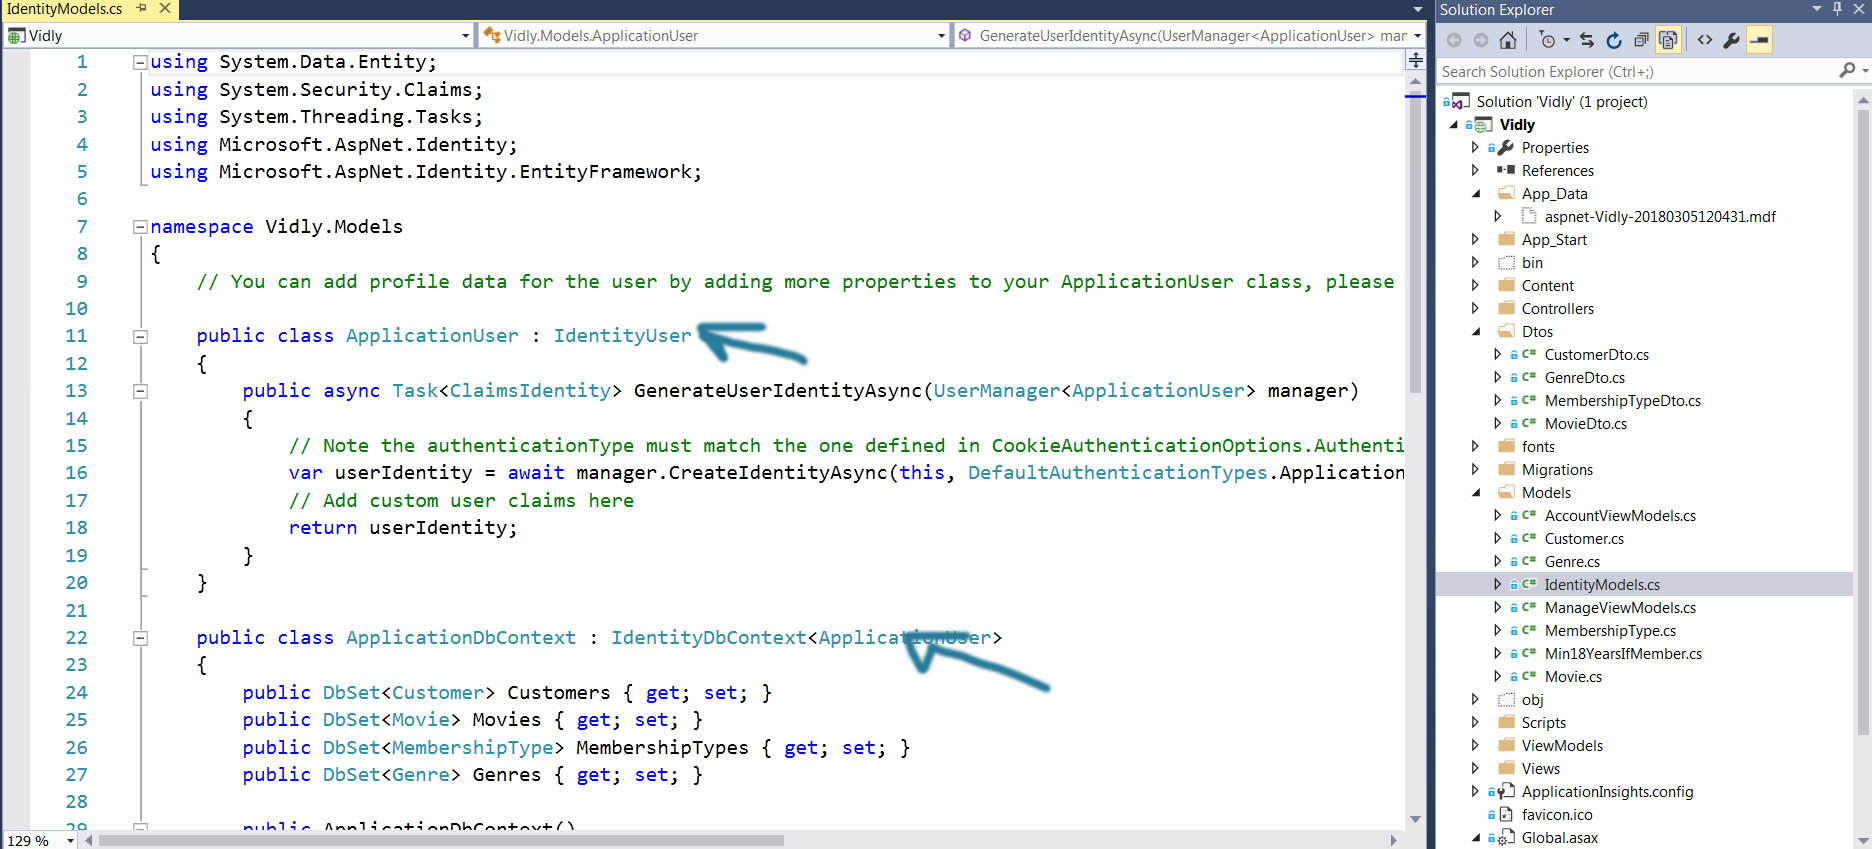 IdentityModels.cs
Vidly
Vidly.Models.ApplicationUser
GenerateUserIdentityAsync(UserManager<ApplicationUser> mar
1 using System.Data.Entity;
2 using System.Security.Claims;
3 using System.Threading.Tasks;
4 using Microsoft.AspNet.Identity;
5 using Microsoft.AspNet.Identity.EntityFramework;
6
7 namespace Vidly.Models
8 {
9 // You can add profile data for the user by adding more properties to your ApplicationUser class, please
10
11 public class ApplicationUser : IdentityUser
12 {
13 public async Task<ClaimsIdentity> GenerateUserIdentityAsync(UserManager<ApplicationUser> manager)
14 {
15 // Note the authenticationType must match the one defined in CookieAuthenticationOptions.Authenti
16 var userIdentity = await manager.CreateIdentityAsync(this, DefaultAuthenticationTypes.Application
17 // Add custom user claims here
18 return userIdentity;
19 }
20 }
21
22 public class ApplicationDbContext : IdentityDbContext<ApplicationUser>
23 {
24 public DbSet<Customer> Customers { get; set; }
25 public DbSet<Movie> Movies { get; set; }
26 public DbSet<MembershipType> MembershipTypes { get; set; }
27 public DbSet<Genre> Genres { get; set; }
28
29 public ApplicationDbContext()
129 %
Solution Explorer
Search Solution Explorer (Ctrl+;)
Solution 'Vidly' (1 project)
Vidly
Properties
References
App_Data
aspnet-Vidly-20180305120431.mdf
App_Start
bin
Content
Controllers
Dtos
C# CustomerDto.cs
C# GenreDto.cs
C# MembershipTypeDto.cs
C# MovieDto.cs
fonts
Migrations
Models
C# AccountViewModels.cs
C# Customer.cs
C# Genre.cs
C# IdentityModels.cs
C# ManageViewModels.cs
C# MembershipType.cs
C# Min18YearsIfMember.cs
C# Movie.cs
obj
Scripts
ViewModels
Views
ApplicationInsights.config
favicon.ico
Global.asax